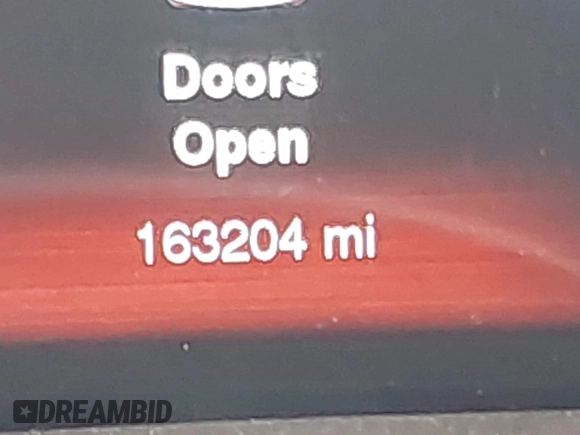 Doors
Open
163204 mi
DREAMBID